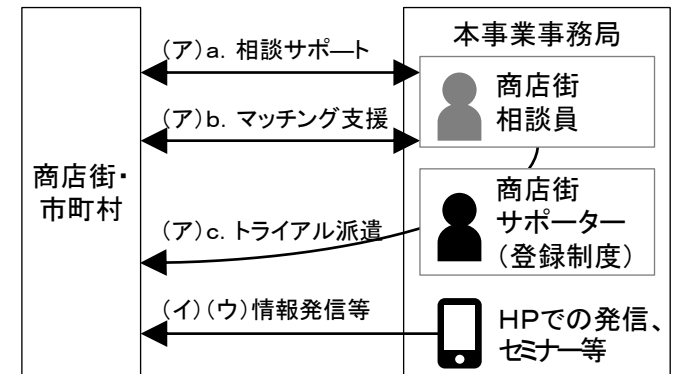 商店街・
市町村
（ア）a．相談サポート
（ア）b．マッチング支援
（ア）c．トライアル派遣
（イ）（ウ）情報発信等
本事業事務局
商店街
相談員
商店街
サポーター
（登録制度）
HPでの発信、
セミナー等